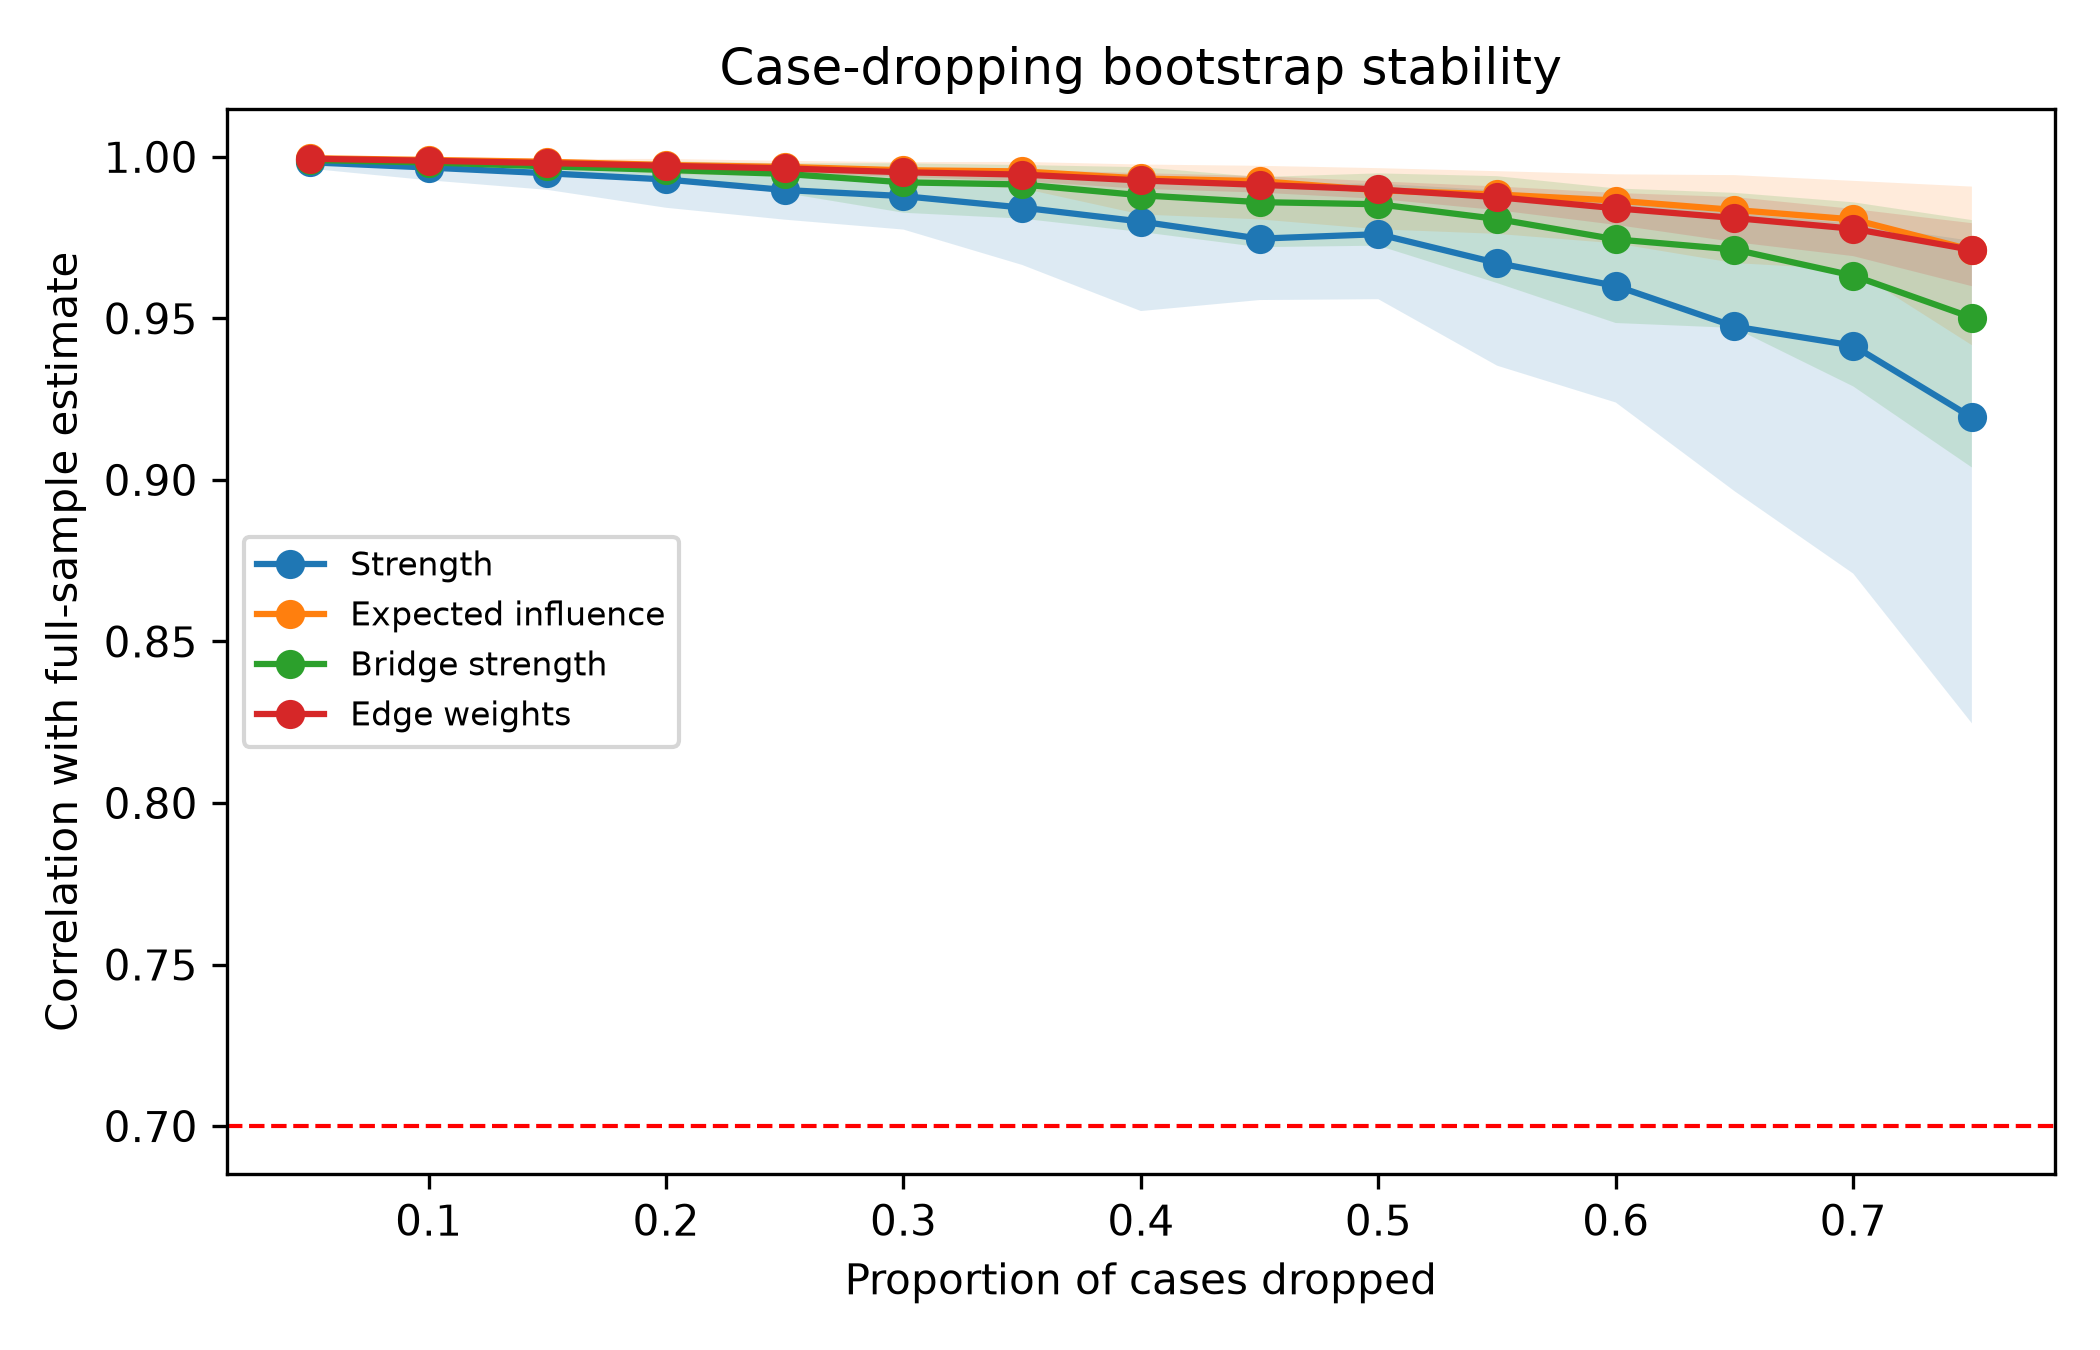 Case-dropping bootstrap stability
Correlation with full-sample estimate
1.00
0.95
0.90
0.85
0.80
0.75
0.70
Strength
Expected influence
Bridge strength
Edge weights
0.1 0.2 0.3 0.4 0.5 0.6 0.7
Proportion of cases dropped